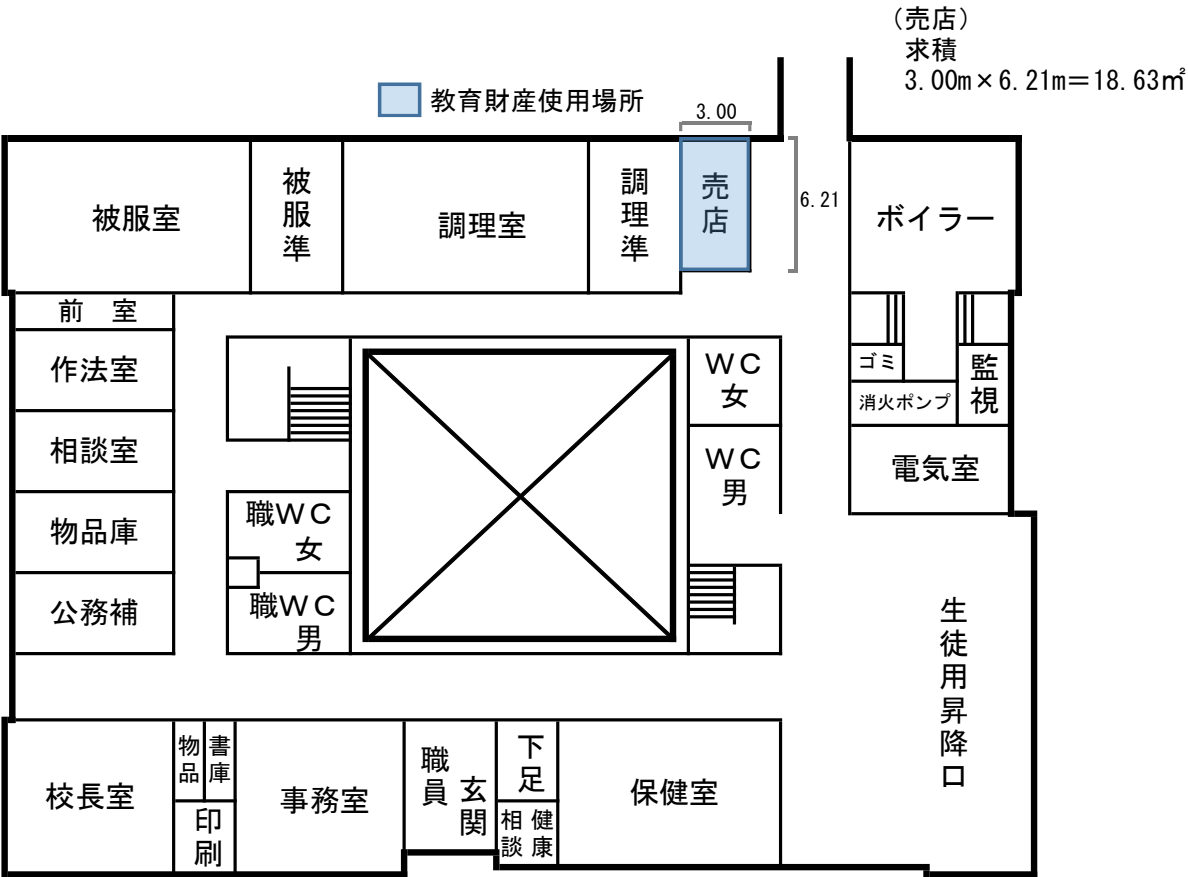 （売店）
求積
3.00m×6.21m＝18.63㎡
教育財産使用場所
3.00
6.21
被服室
被服準
調理室
調理準
売店
ボイラー
前　室
作法室
相談室
物品庫
公務補
職ＷＣ
女
職ＷＣ
男
ＷＣ
女
ＷＣ
男
ゴミ
消火ポンプ
監視
電気室
生徒用昇降口
校長室
物品
書庫
印刷
事務室
職員
玄関
下足
健康
相談
保健室